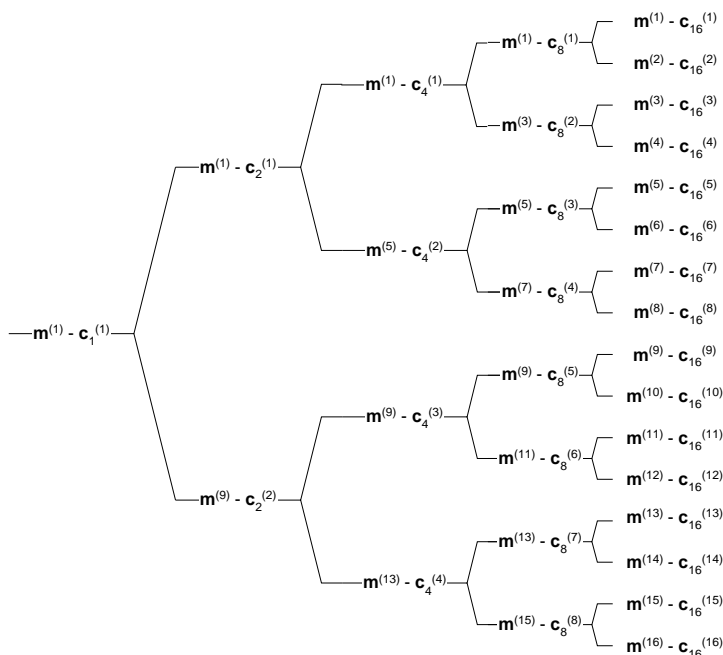 m(1) - c1(1)
m(1) - c2(1)
m(9) - c2(2)
m(1) - c4(1)
m(5) - c4(2)
m(9) - c4(3)
m(13) - c4(4)
m(1) - c8(1)
m(3) - c8(2)
m(5) - c8(3)
m(7) - c8(4)
m(9) - c8(5)
m(11) - c8(6)
m(13) - c8(7)
m(15) - c8(8)
m(1) - c16(1)
m(2) - c16(2)
m(3) - c16(3)
m(4) - c16(4)
m(5) - c16(5)
m(6) - c16(6)
m(7) - c16(7)
m(8) - c16(8)
m(9) - c16(9)
m(10) - c16(10)
m(11) - c16(11)
m(12) - c16(12)
m(13) - c16(13)
m(14) - c16(14)
m(15) - c16(15)
m(16) - c16(16)